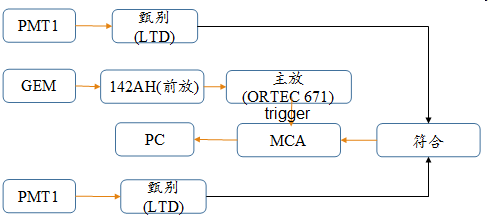 PMT1
甄别
(LTD)
GEM
142AH(前放)
主放
(ORTEC 671)
trigger
PC
MCA
符合
PMT1
甄别
(LTD)